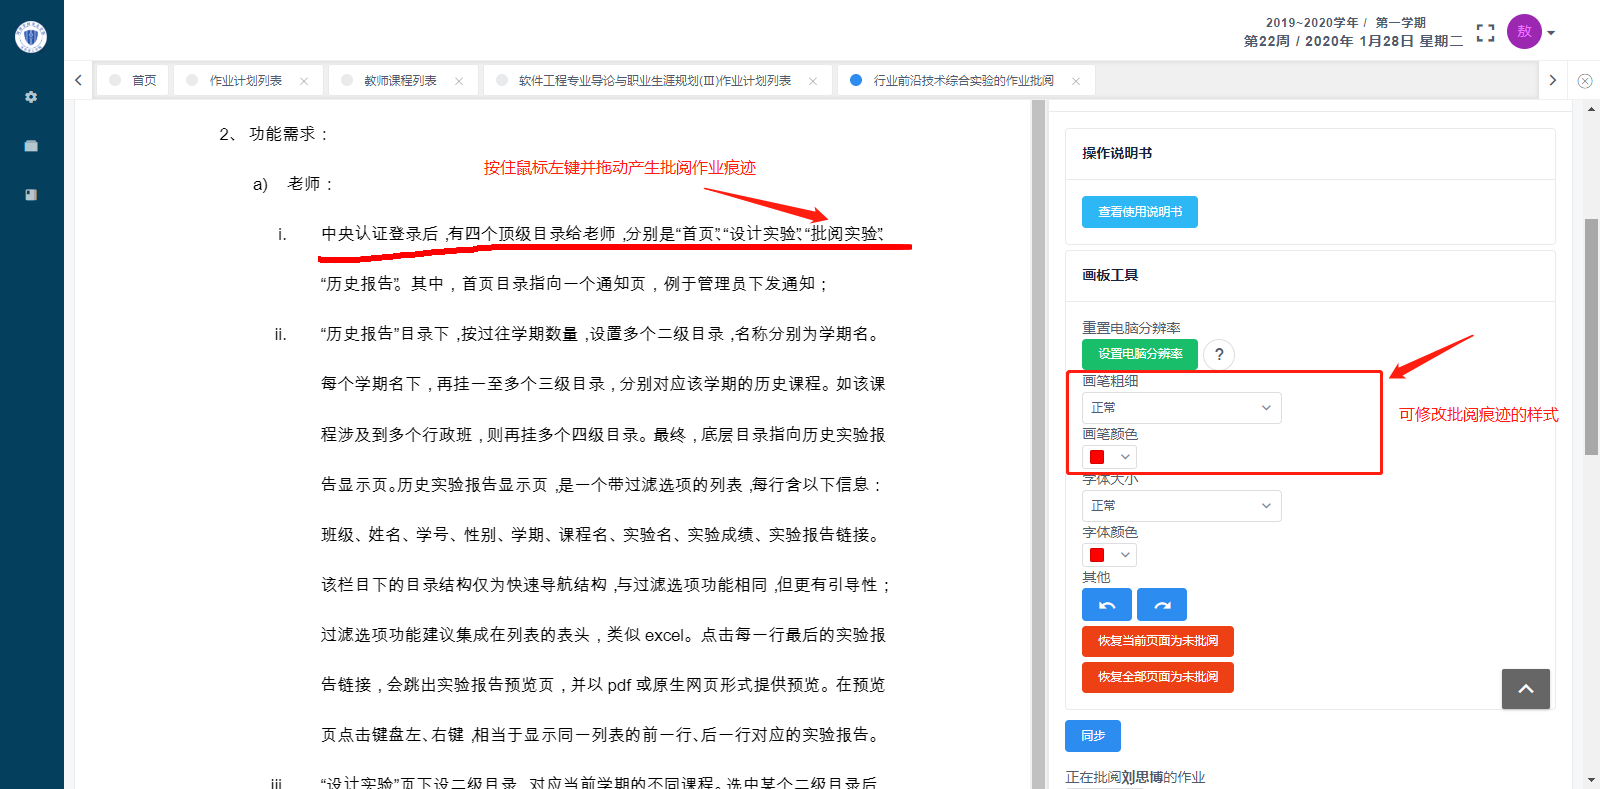 2019~2020学年 / 第一学期
第22周 / 2020年 1月28日 星期二
敖
首页
作业计划列表
教师课程列表
软件工程专业导论与职业生涯规划(Ⅲ)作业计划列表
行业前沿技术综合实验的作业批阅
2、 功能需求：
按住鼠标左键并拖动产生批阅作业痕迹
a) 老师：
i. 中央认证登录后,有四个顶级目录给老师,分别是“首页”、“设计实验”、“批阅实验”、
“历史报告”。其中，首页目录指向一个通知页，例于管理员下发通知；
ii. “历史报告”目录下,按过往学期数量,设置多个二级目录,名称分别为学期名。
每个学期名下，再挂一至多个三级目录，分别对应该学期的历史课程。如该课
程涉及到多个行政班，则再挂多个四级目录。最终，底层目录指向历史实验报
告显示页。历史实验报告显示页,是一个带过滤选项的列表,每行含以下信息：
班级、姓名、学号、性别、学期、课程名、实验名、实验成绩、实验报告链接。
该栏目下的目录结构仅为快速导航结构,与过滤选项功能相同,但更有引导性；
过滤选项功能建议集成在列表的表头，类似 excel。点击每一行最后的实验报
告链接，会跳出实验报告预览页，并以 pdf 或原生网页形式提供预览。在预览
页点击键盘左、右键,相当于显示同一列表的前一行、后一行对应的实验报告。
iii. “设计实验”页下设二级目录，对应当前学期的不同课程。选中某个二级目录后,
操作说明书
查看使用说明书
画板工具
重置电脑分辨率
设置电脑分辨率
?
画笔粗细
正常
画笔颜色
可修改批阅痕迹的样式
字体大小
正常
字体颜色
其他
恢复当前页面为未批阅
恢复全部页面为未批阅
同步
正在批阅刘思博的作业